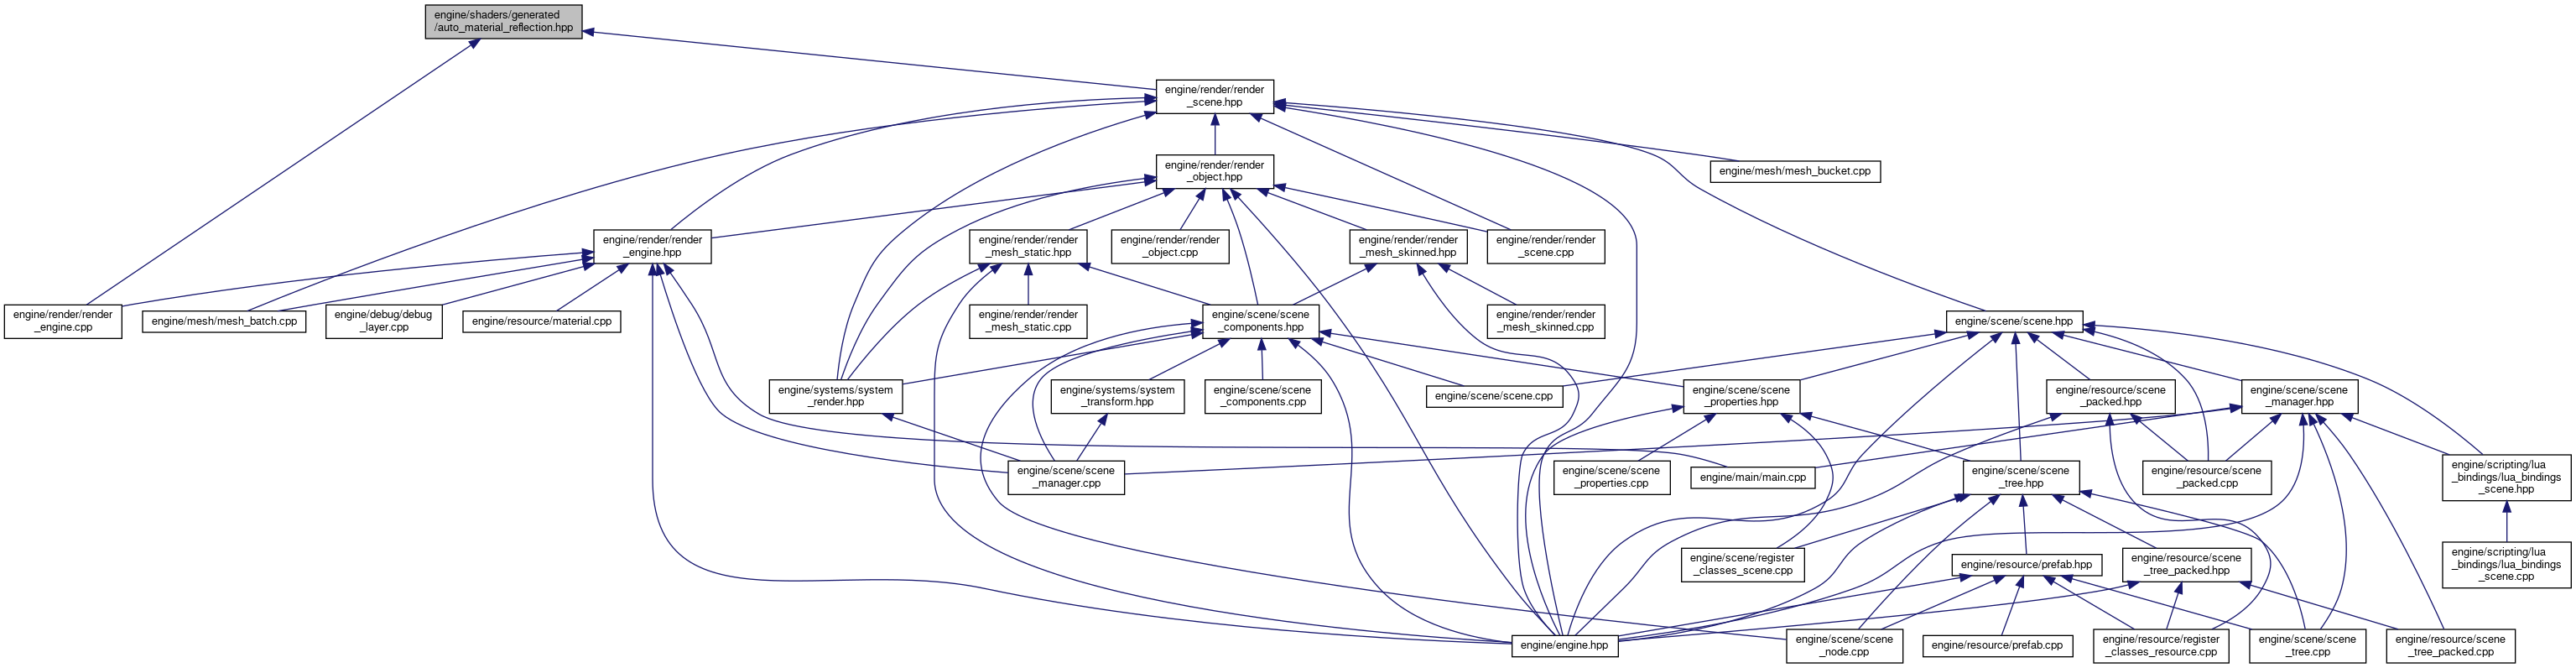 engine/shaders/generated
/auto_material_reflection.hpp
engine/render/render
_scene.hpp
engine/mesh/mesh_bucket.cpp
engine/render/render
_object.hpp
engine/render/render
_engine.hpp
engine/render/render
_mesh_static.hpp
engine/render/render
_object.cpp
engine/render/render
_mesh_skinned.hpp
engine/render/render
_scene.cpp
engine/render/render
_engine.cpp
engine/mesh/mesh_batch.cpp
engine/debug/debug
_layer.cpp
engine/resource/material.cpp
engine/render/render
_mesh_static.cpp
engine/scene/scene
_components.hpp
engine/render/render
_mesh_skinned.cpp
engine/scene/scene.hpp
engine/systems/system
_render.hpp
engine/systems/system
_transform.hpp
engine/scene/scene
_components.cpp
engine/scene/scene.cpp
engine/scene/scene
_properties.hpp
engine/resource/scene
_packed.hpp
engine/scene/scene
_manager.hpp
engine/scene/scene
_manager.cpp
engine/main/main.cpp
engine/scene/scene
_properties.cpp
engine/scene/scene
_tree.hpp
engine/resource/scene
_packed.cpp
engine/scripting/lua
_bindings/lua_bindings
_scene.hpp
engine/scene/register
_classes_scene.cpp
engine/resource/prefab.hpp
engine/resource/scene
_tree_packed.hpp
engine/scripting/lua
_bindings/lua_bindings
_scene.cpp
engine/engine.hpp
engine/scene/scene
_node.cpp
engine/resource/prefab.cpp
engine/resource/register
_classes_resource.cpp
engine/scene/scene
_tree.cpp
engine/resource/scene
_tree_packed.cpp